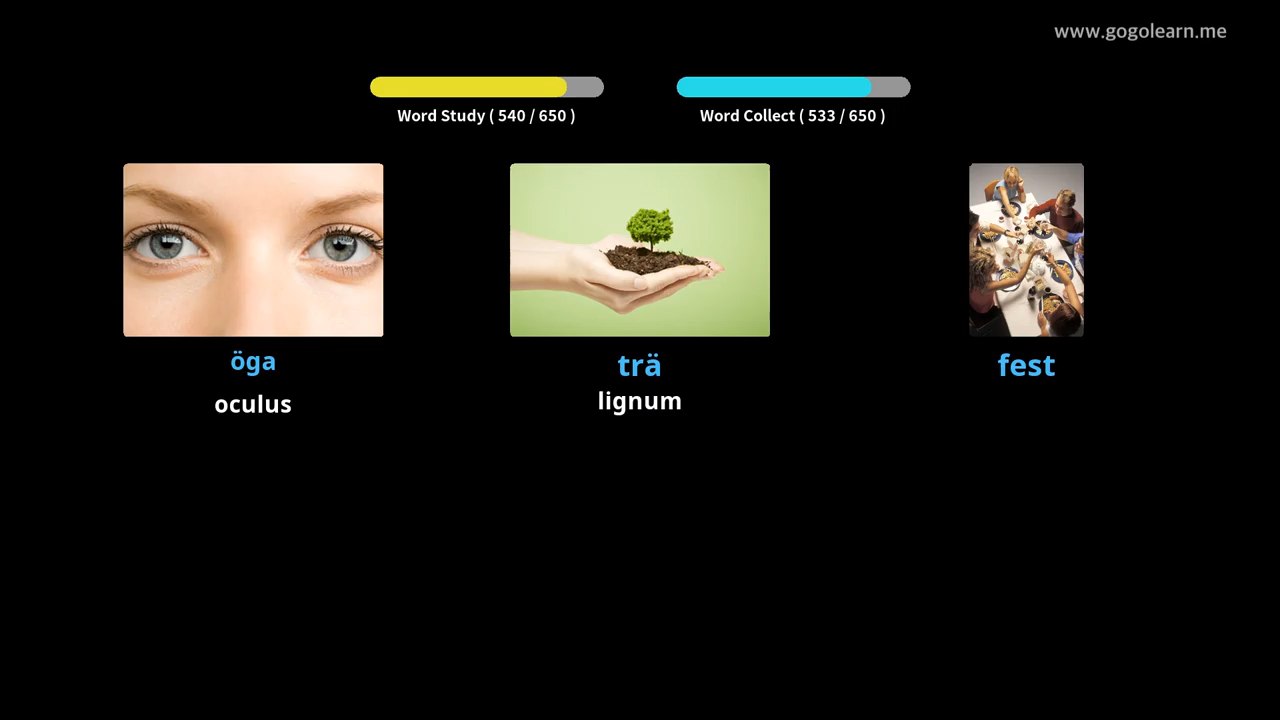 www.gogolearn.me
Word Study ( 540 / 650 )
Word Collect ( 533 / 650 )
öga
oculus
trä
lignum
fest